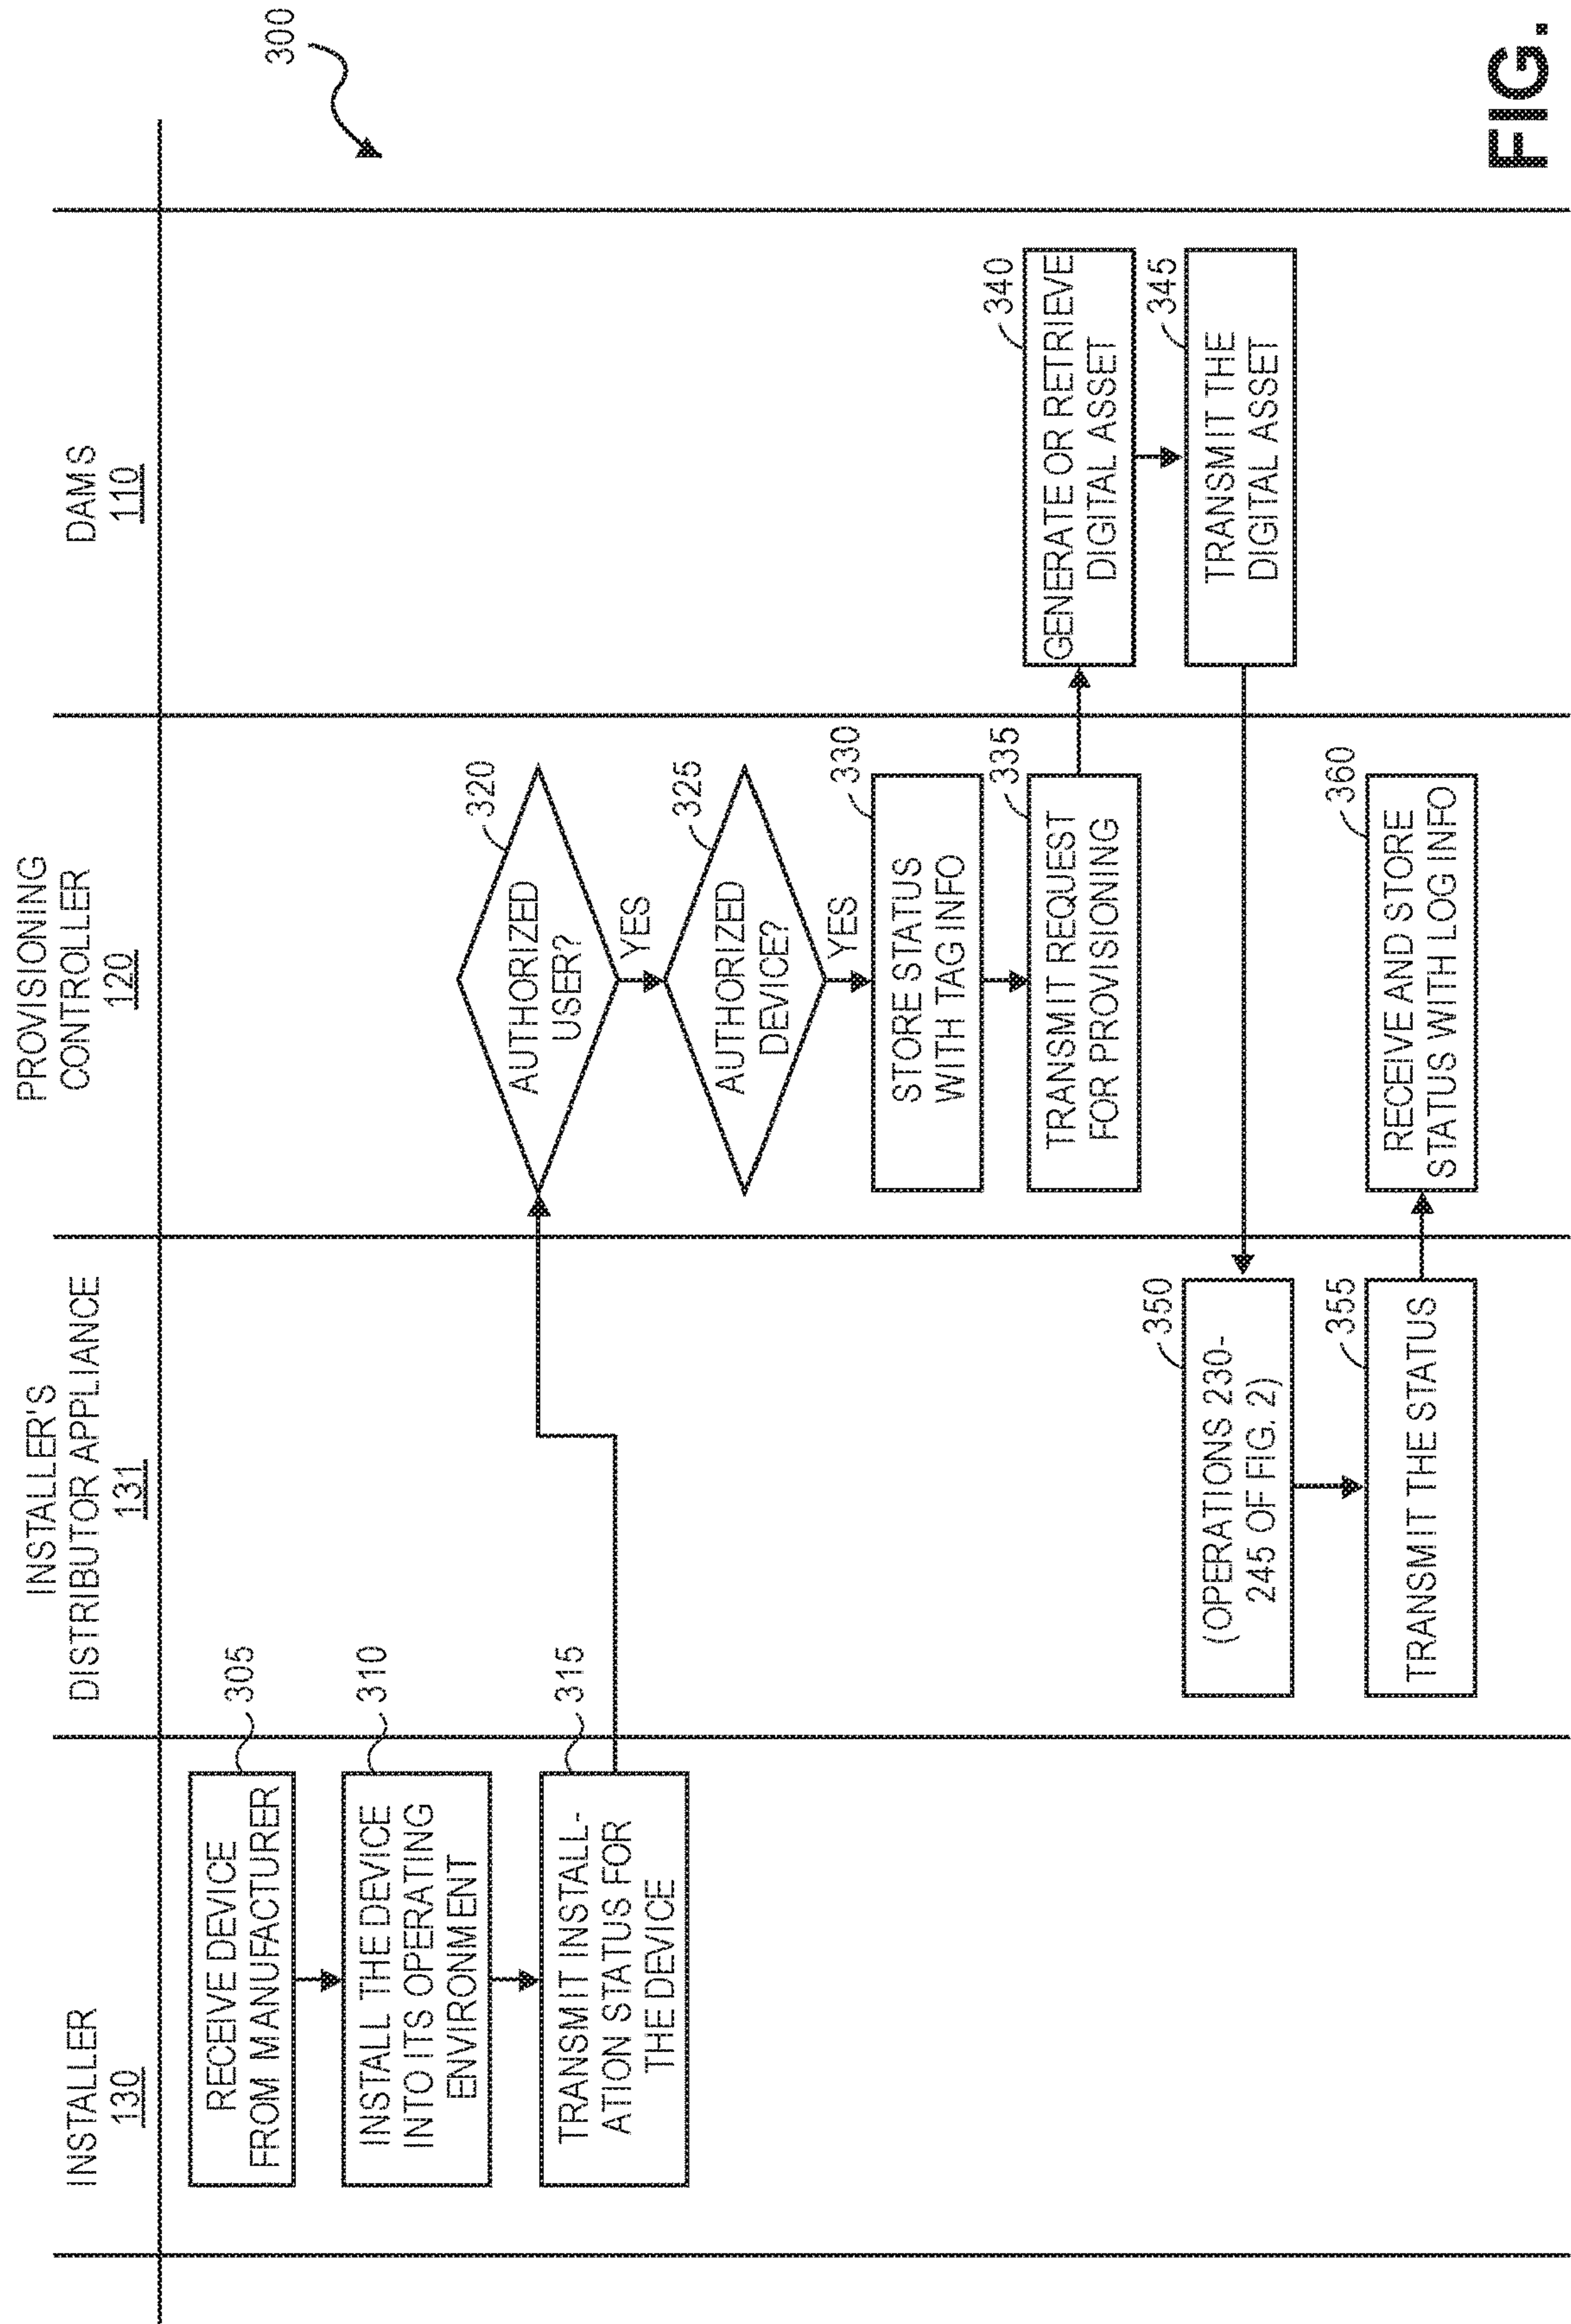 INSTALLER
130
INSTALLER'S
DISTRIBUTOR APPLIANCE
131
PROVISIONING
CONTROLLER
120
DAMS
110
300
305
RECEIVE DEVICE
FROM MANUFACTURER
310
INSTALL THE DEVICE
INTO ITS OPERATING
ENVIRONMENT
315
TRANSMIT INSTALL-
ATION STATUS FOR
THE DEVICE
320
AUTHORIZED
USER?
YES
325
AUTHORIZED
DEVICE?
YES
330
STORE STATUS
WITH TAG INFO
335
TRANSMIT REQUEST
FOR PROVISIONING
340
GENERATE OR RETRIEVE
DIGITAL ASSET
345
TRANSMIT THE
DIGITAL ASSET
350
(OPERATIONS 230-
245 OF FIG. 2)
355
TRANSMIT THE STATUS
360
RECEIVE AND STORE
STATUS WITH LOG INFO
FIG.